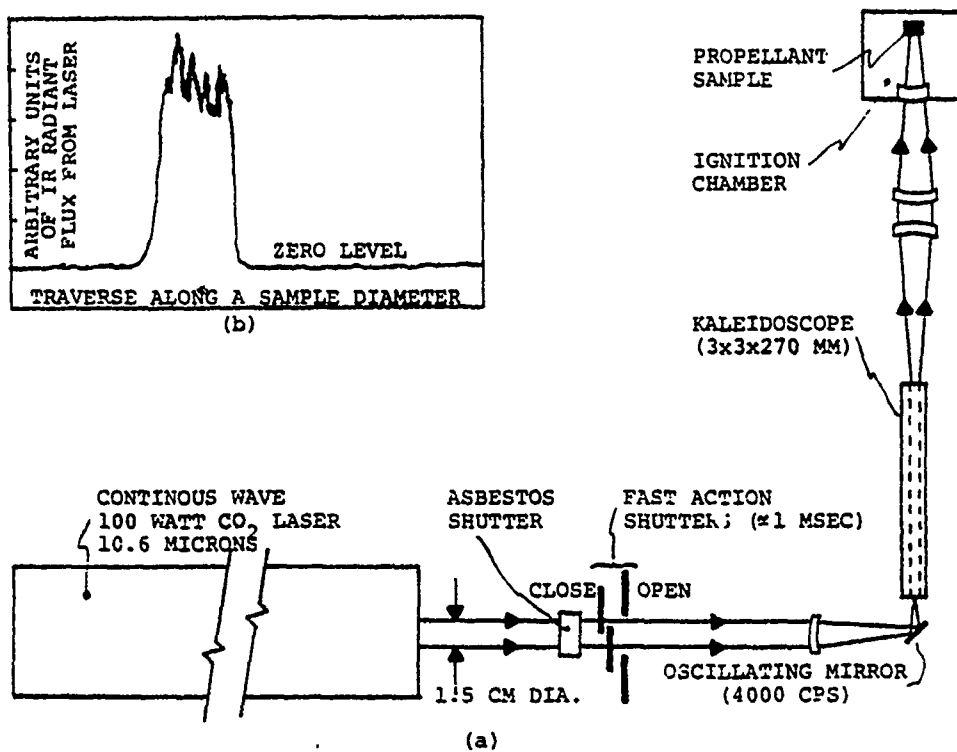 ARBITRARY UNITS
OF IR RADIANT
FLUX FROM LASER
ZERO LEVEL
TRAVERSE ALONG A SAMPLE DIAMETER
(b)
PROPELLANT
SAMPLE
IGNITION
CHAMBER
KALEIDOSCOPE
(3x3x270 MM)
CONTINOUS WAVE
100 WATT CO2 LASER
10.6 MICRONS
ASBESTOS
SHUTTER
FAST ACTION
SHUTTERS (≈1 MSEC)
CLOSE
OPEN
1.5 CM DIA.
OSCILLATING MIRROR
(4000 CPS)
(a)